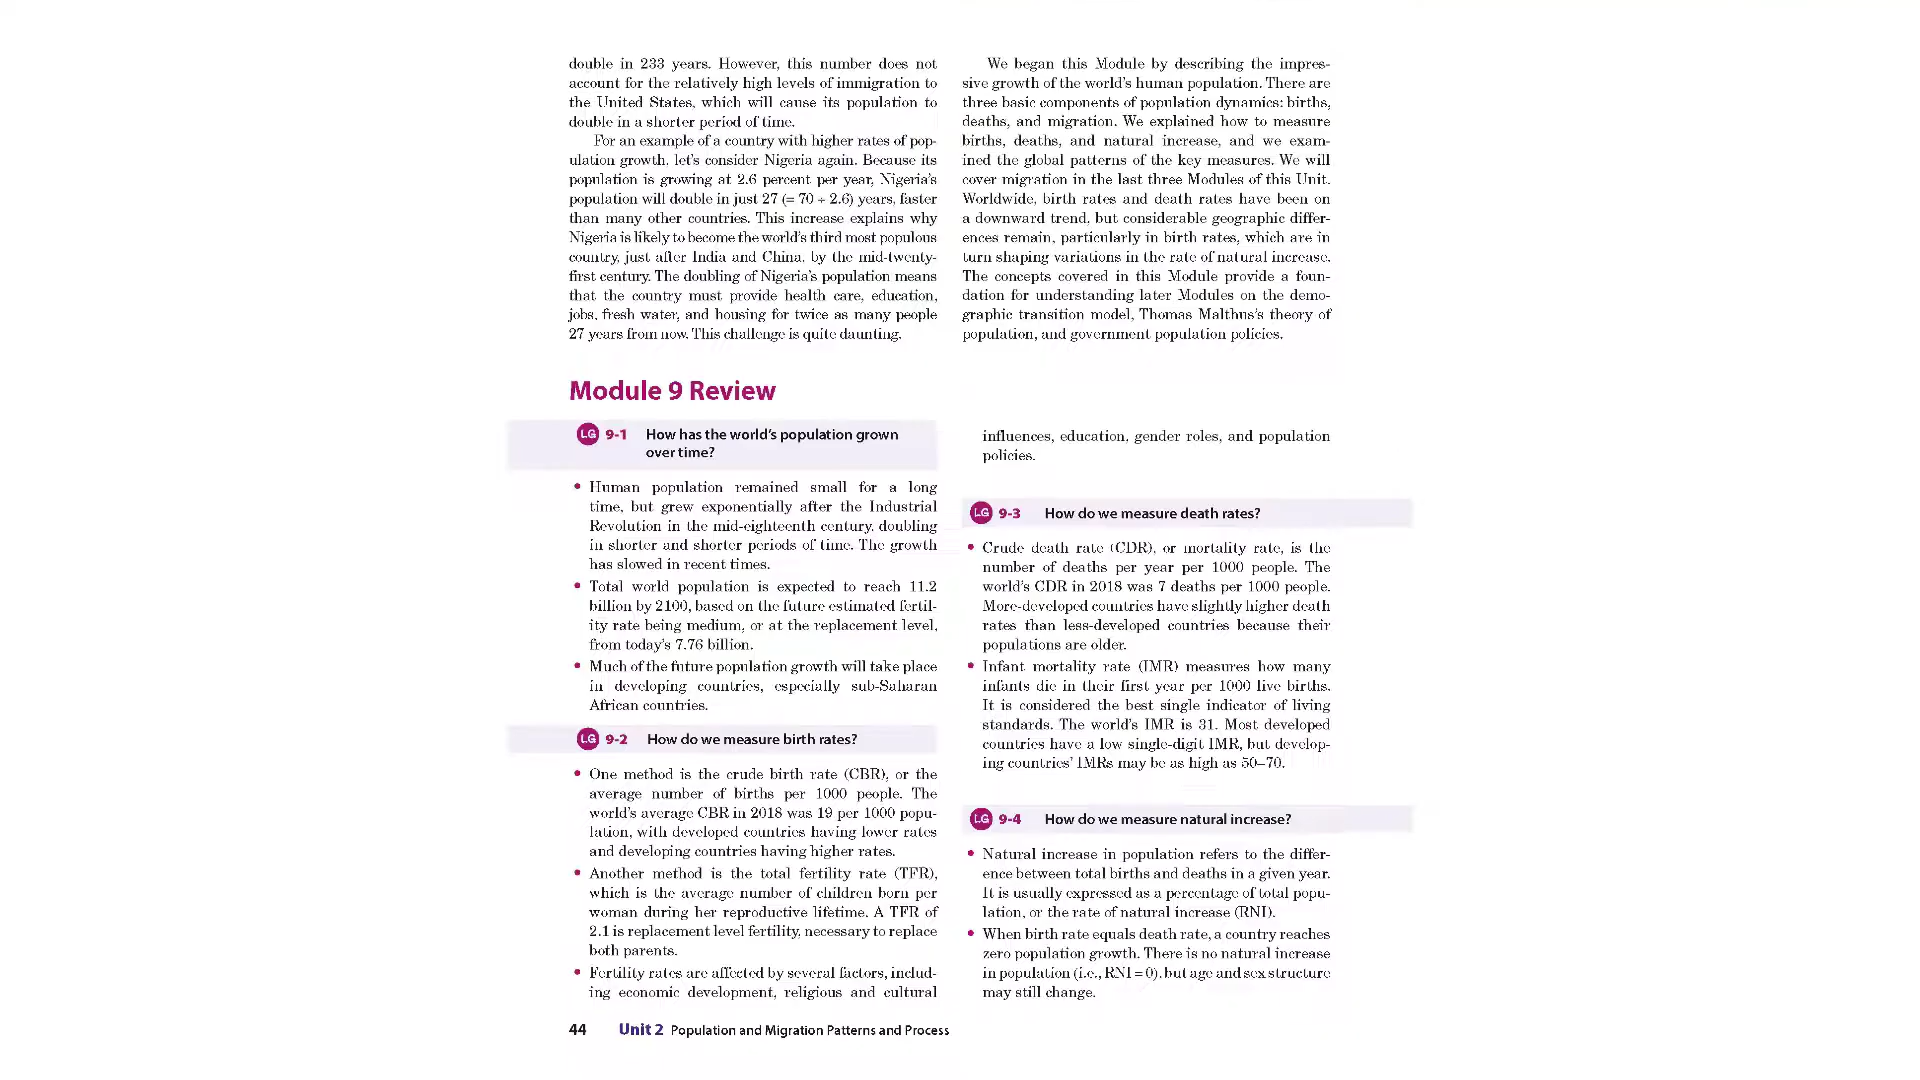 double in 233 years. However, this number does not
account for the relatively high levels of immigration to
the United States, which will cause its population to
double in a shorter period of time.
For an example of a country with higher rates of pop-
ulation growth, let's consider Nigeria again. Because its
population is growing at 2.6 percent per year, Nigeria's
population will double in just 27 (= 70 ÷ 2.6) years, faster
than many other countries. This increase explains why
Nigeria is likely to become the world's third most populous
country, just after India and China, by the mid-twenty-
first century. The doubling of Nigeria's population means
that the country must provide health care, education,
jobs, fresh water, and housing for twice as many people
27 years from now. This challenge is quite daunting.
We began this Module by describing the impres-
sive growth of the world's human population. There are
three basic components of population dynamics: births,
deaths, and migration. We explained how to measure
births, deaths, and natural increase, and we exam-
ined the global patterns of the key measures. We will
cover migration in the last three Modules of this Unit.
Worldwide, birth rates and death rates have been on
a downward trend, but considerable geographic differ-
ences remain, particularly in birth rates, which are in
turn shaping variations in the rate of natural increase.
The concepts covered in this Module provide a foun-
dation for understanding later Modules on the demo-
graphic transition model, Thomas Malthus's theory of
population, and government population policies.
Module 9 Review
LG 9-1 How has the world's population grown
over time?
• Human population remained small for a long
time, but grew exponentially after the Industrial
Revolution in the mid-eighteenth century, doubling
in shorter and shorter periods of time. The growth
has slowed in recent times.
• Total world population is expected to reach 11.2
billion by 2100, based on the future estimated fertil-
ity rate being medium, or at the replacement level,
from today's 7.76 billion.
• Much of the future population growth will take place
in developing countries, especially sub-Saharan
African countries.
LG 9-2 How do we measure birth rates?
• One method is the crude birth rate (CBR), or the
average number of births per 1000 people. The
world's average CBR in 2018 was 19 per 1000 popu-
lation, with developed countries having lower rates
and developing countries having higher rates.
• Another method is the total fertility rate (TFR),
which is the average number of children born per
woman during her reproductive lifetime. A TFR of
2.1 is replacement level fertility, necessary to replace
both parents.
• Fertility rates are affected by several factors, includ-
ing economic development, religious and cultural
influences, education, gender roles, and population
policies.
LG 9-3 How do we measure death rates?
• Crude death rate (CDR), or mortality rate, is the
number of deaths per year per 1000 people. The
world's CDR in 2018 was 7 deaths per 1000 people.
More-developed countries have slightly higher death
rates than less-developed countries because their
populations are older.
• Infant mortality rate (IMR) measures how many
infants die in their first year per 1000 live births.
It is considered the best single indicator of living
standards. The world's IMR is 31. Most developed
countries have a low single-digit IMR, but develop-
ing countries' IMRs may be as high as 50–70.
LG 9-4 How do we measure natural increase?
• Natural increase in population refers to the differ-
ence between total births and deaths in a given year.
It is usually expressed as a percentage of total popu-
lation, or the rate of natural increase (RNI).
• When birth rate equals death rate, a country reaches
zero population growth. There is no natural increase
in population (i.e., RNI = 0), but age and sex structure
may still change.
44 Unit 2 Population and Migration Patterns and Process